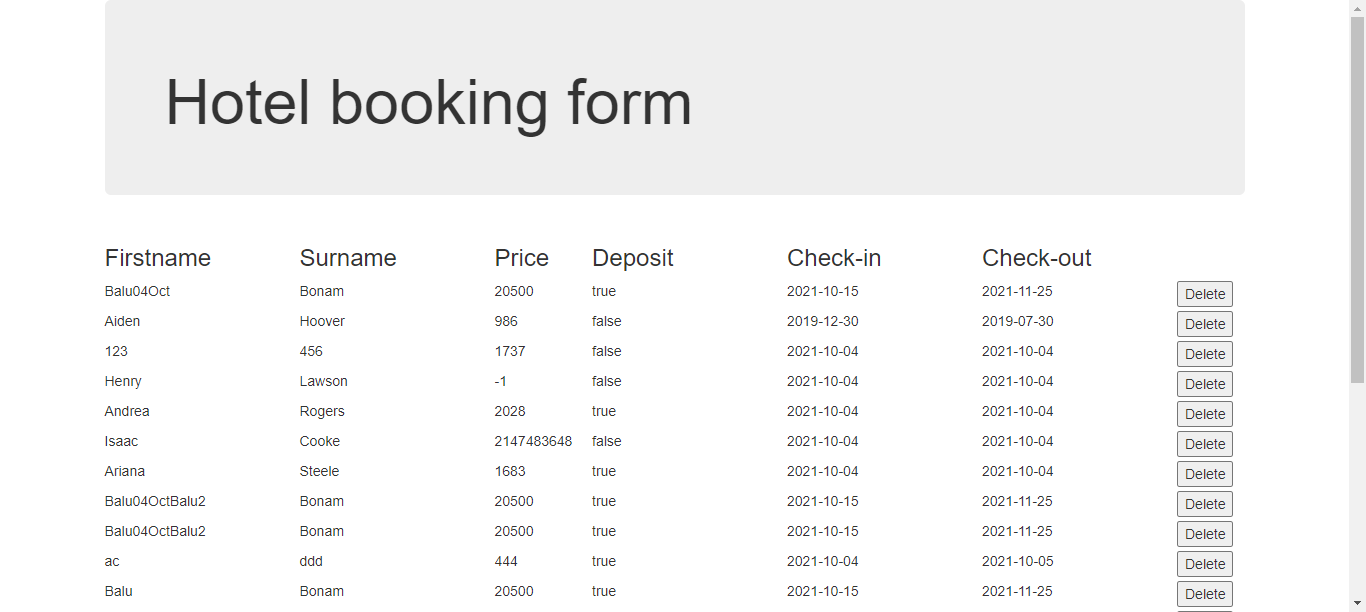 Hotel booking form
Firstname Surname Price Deposit Check-in Check-out
Balu04Oct Bonam 20500 true 2021-10-15 2021-11-25 Delete
Aiden Hoover 986 false 2019-12-30 2019-07-30 Delete
123 456 1737 false 2021-10-04 2021-10-04 Delete
Henry Lawson -1 false 2021-10-04 2021-10-04 Delete
Andrea Rogers 2028 true 2021-10-04 2021-10-04 Delete
Isaac Cooke 2147483648 false 2021-10-04 2021-10-04 Delete
Ariana Steele 1683 true 2021-10-04 2021-10-04 Delete
Balu04OctBalu2 Bonam 20500 true 2021-10-15 2021-11-25 Delete
Balu04OctBalu2 Bonam 20500 true 2021-10-15 2021-11-25 Delete
ac ddd 444 true 2021-10-04 2021-10-05 Delete
Balu Bonam 20500 true 2021-10-15 2021-11-25 Delete